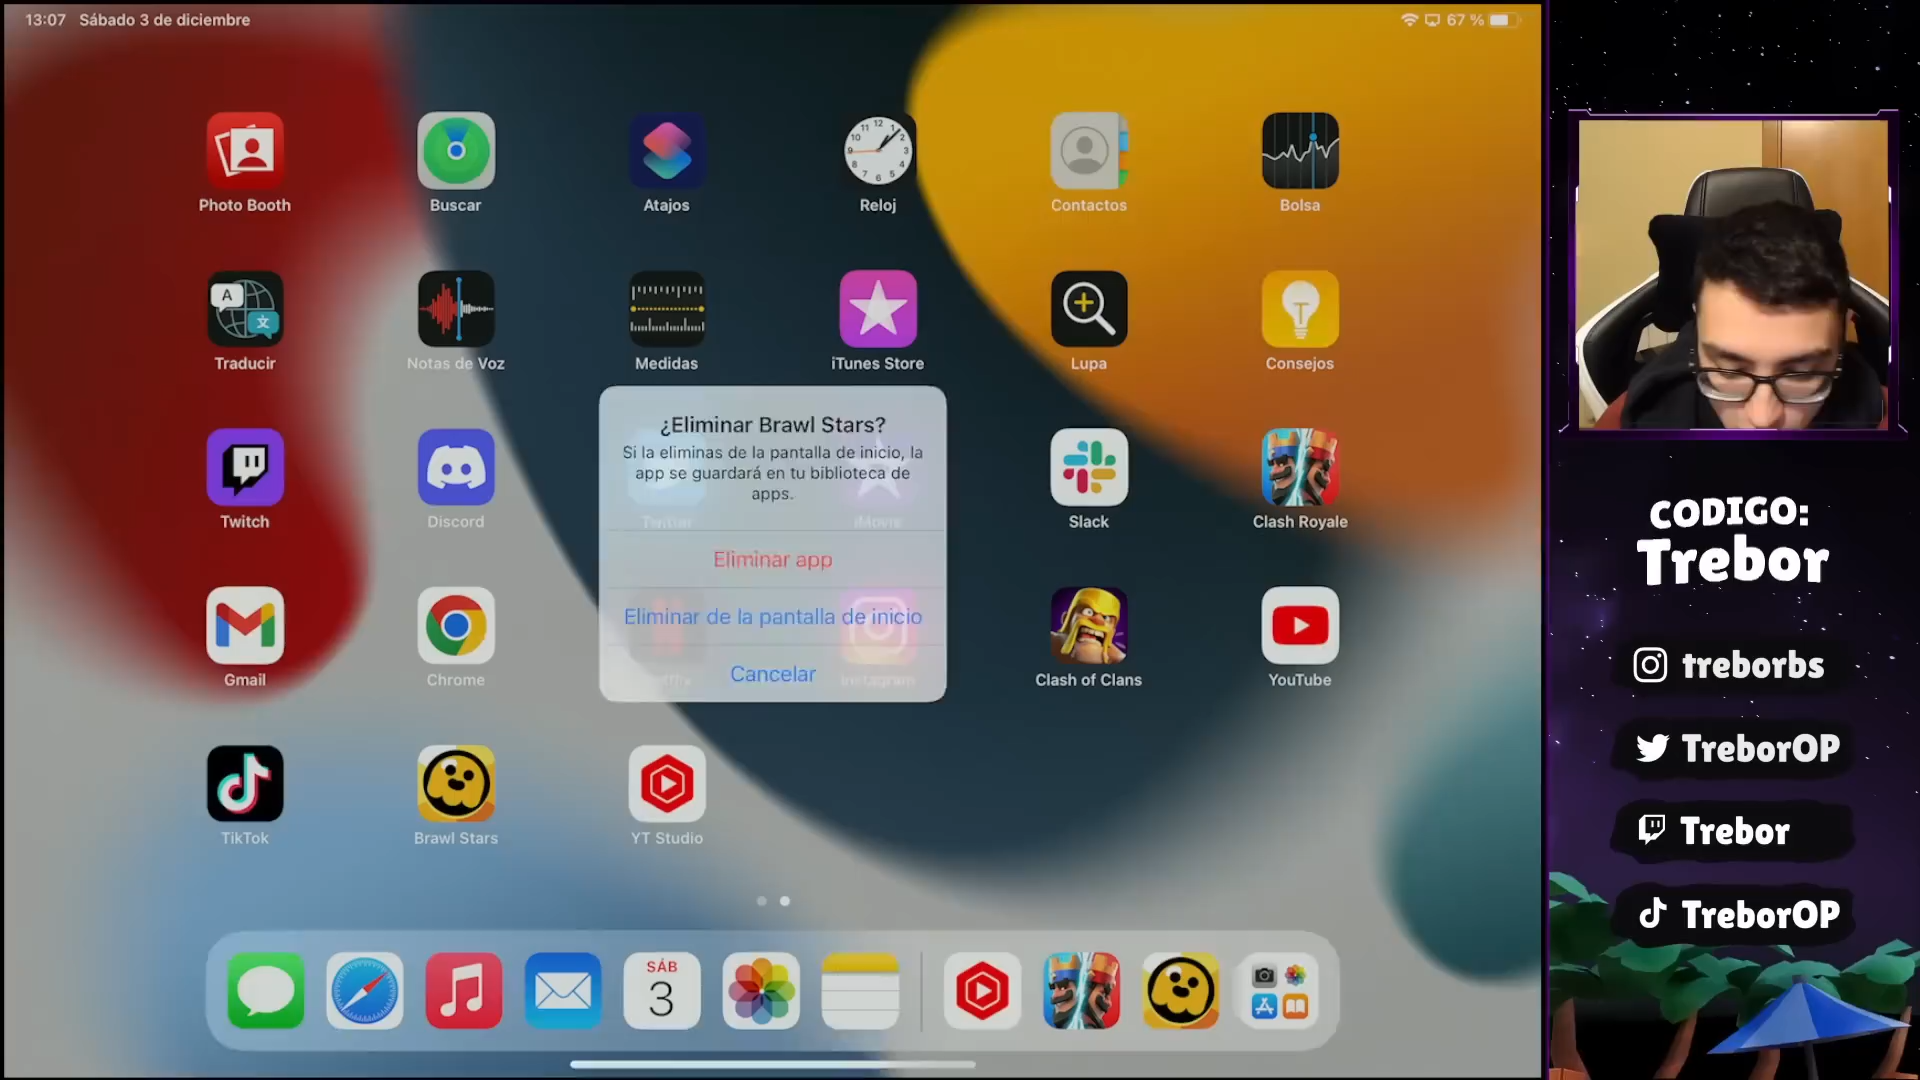 13:07 Sábado 3 de diciembre
67 %
Photo Booth
Buscar
Atajos
Reloj
Contactos
Bolsa
Traducir
Notas de Voz
Medidas
iTunes Store
Lupa
Consejos
¿Eliminar Brawl Stars?
Si la eliminas de la pantalla de inicio, la
app se guardará en tu biblioteca de
apps.
Eliminar app
Eliminar de la pantalla de inicio
Cancelar
Twitch
Discord
Twitter
iMovie
Slack
Clash Royale
Gmail
Chrome
Netflix
Instagram
Clash of Clans
YouTube
TikTok
Brawl Stars
YT Studio
SÁB
3
CODIGO:
Trebor
treborbs
TreborOP
Trebor
TreborOP